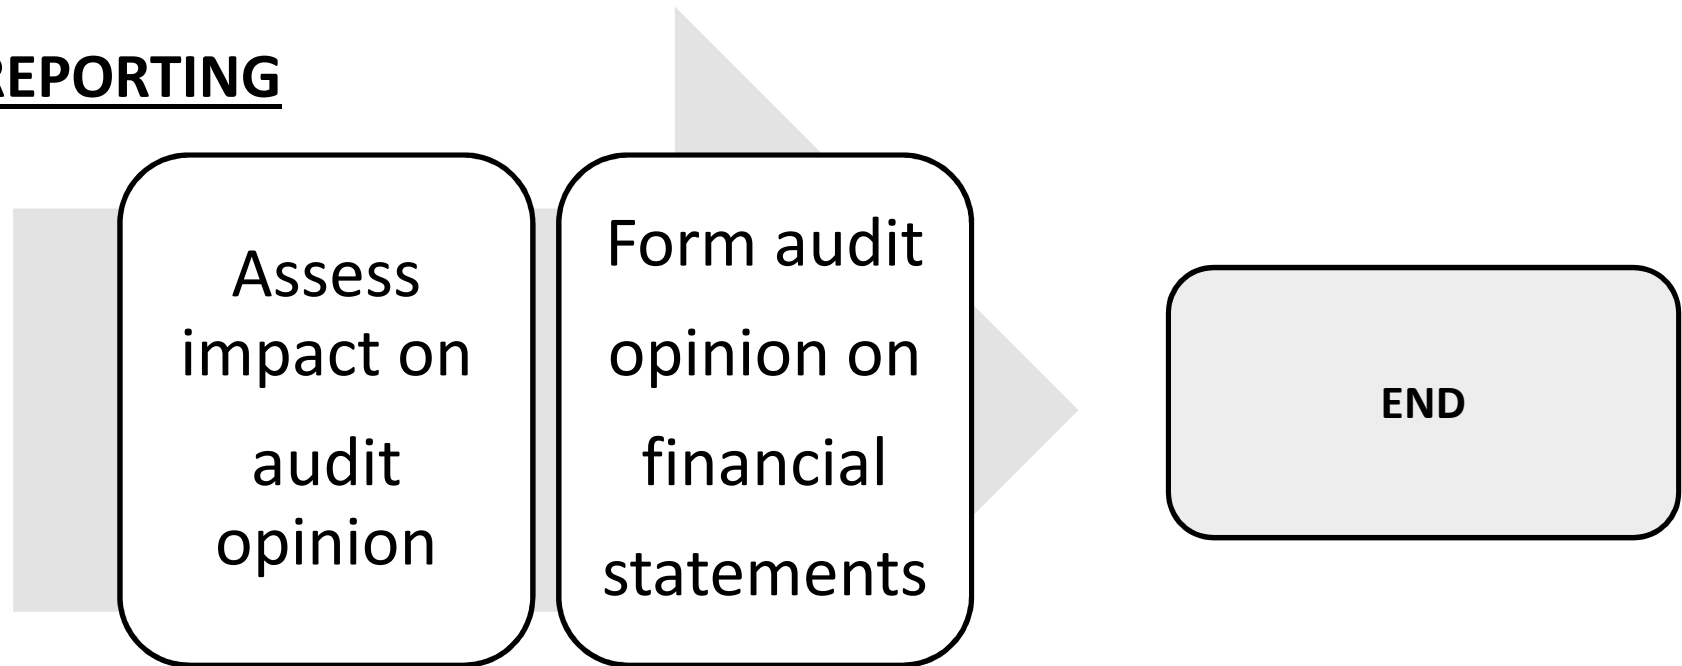 REPORTING
Assess
impact on
audit
opinion
Form audit
opinion on
financial
statements
END